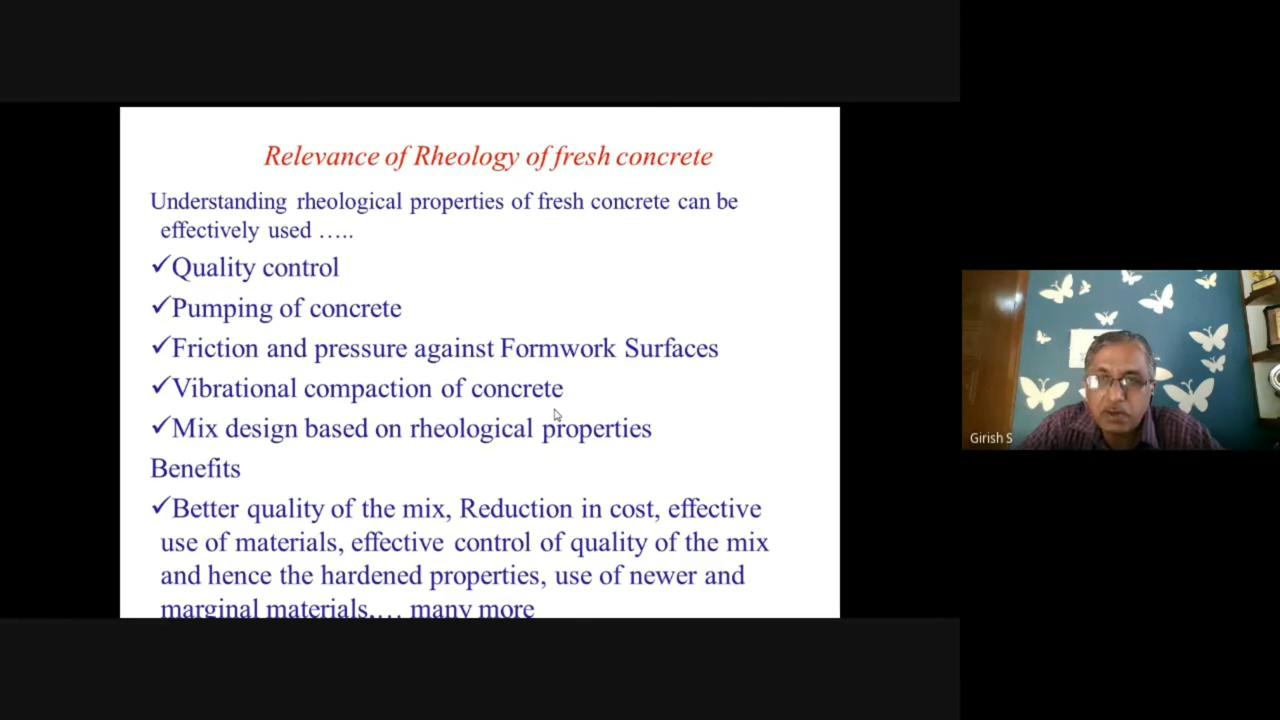 Relevance of Rheology of fresh concrete
Understanding rheological properties of fresh concrete can be
effectively used …..
✓Quality control
✓Pumping of concrete
✓Friction and pressure against Formwork Surfaces
✓Vibrational compaction of concrete
✓Mix design based on rheological properties
Benefits
✓Better quality of the mix, Reduction in cost, effective
use of materials, effective control of quality of the mix
and hence the hardened properties, use of newer and
marginal materials,… many more
Girish S